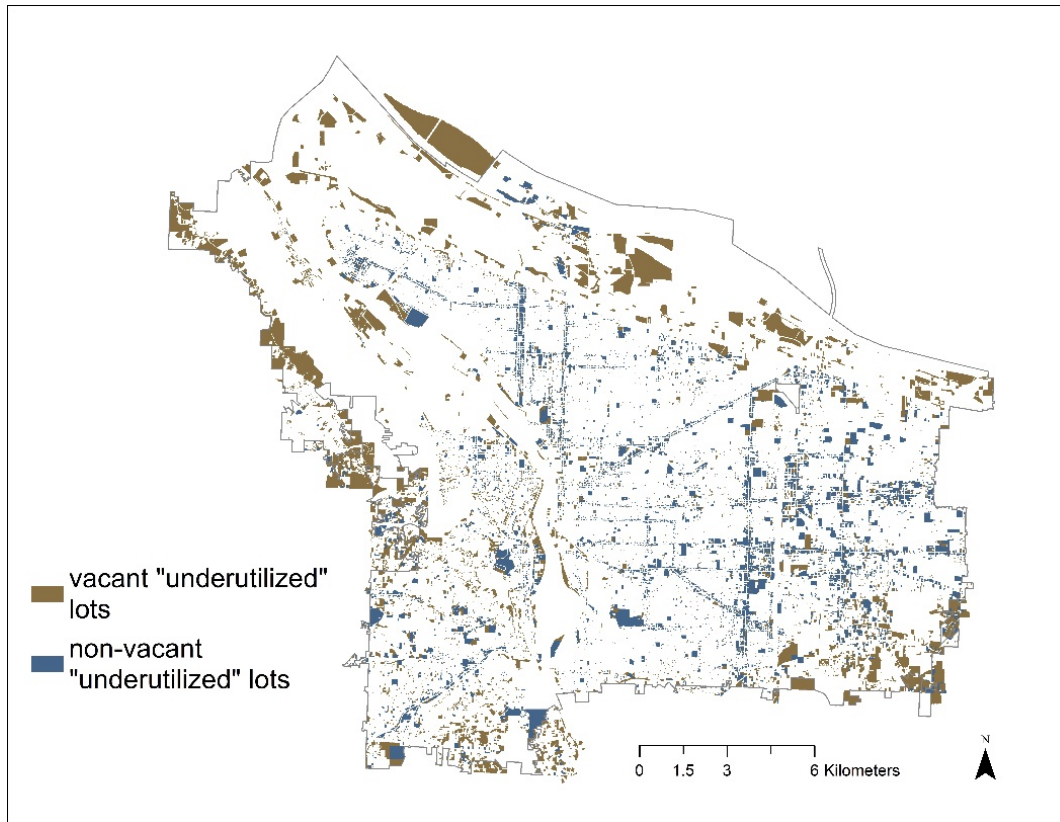 vacant "underutilized"
lots
non-vacant
"underutilized" lots
N
0 1.5 3 6 Kilometers